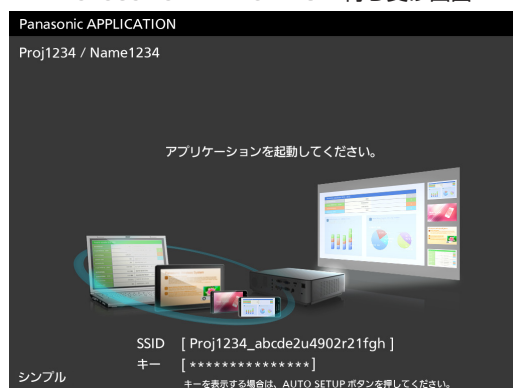 Panasonic APPLICATION
Proj1234 / Name1234
アプリケーションを起動してください。
SSID [ Proj1234_abcde2u4902r21fgh ]
キー [***************]
シンプル
キーを表示する場合は、AUTO SETUP ボタンを押してください。